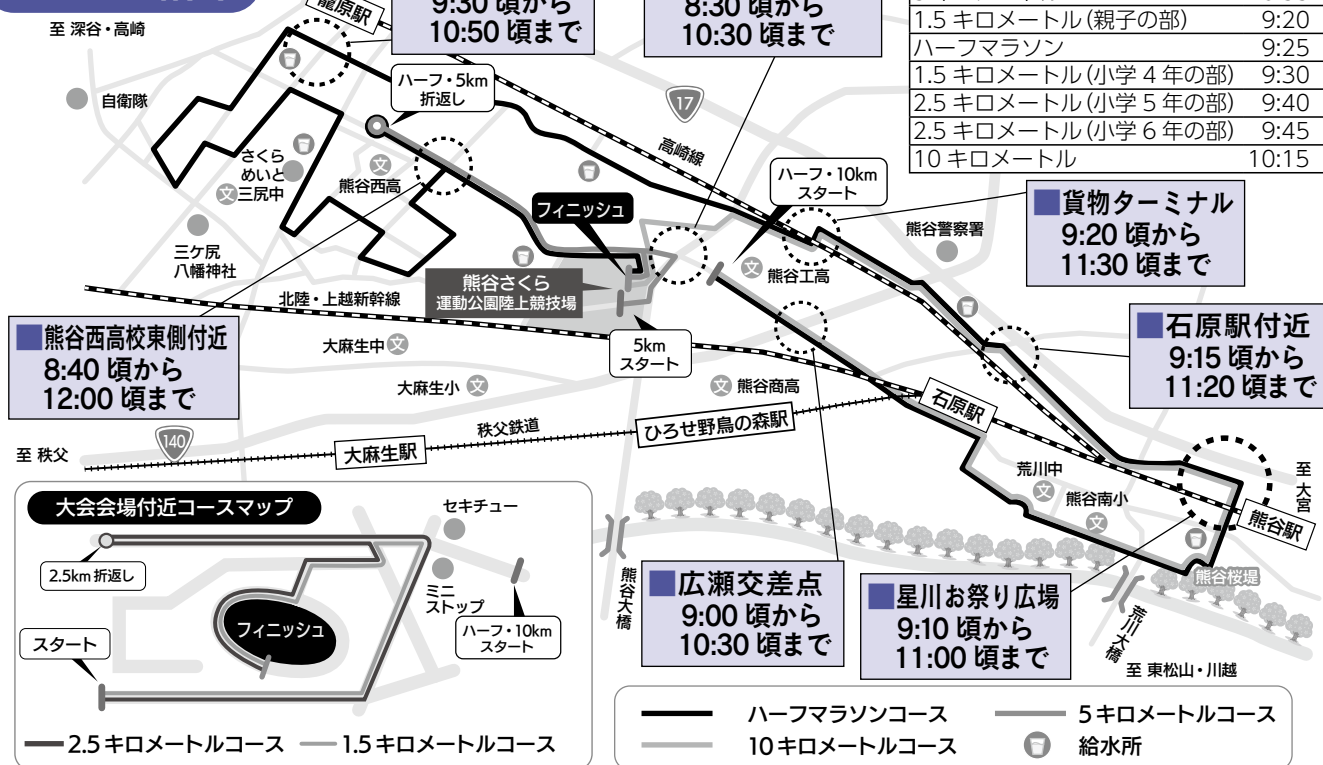 籠原駅
9:30 頃から
10:50 頃まで
8:30 頃から
10:30 頃まで
1.5 キロメートル(親子の部) 9:20
ハーフマラソン 9:25
1.5 キロメートル(小学 4 年の部) 9:30
2.5 キロメートル(小学 5 年の部) 9:40
2.5 キロメートル(小学 6 年の部) 9:45
10 キロメートル 10:15
至 深谷・高崎
自衛隊
ハーフ・5km
折返し
17
高崎線
さくら
めいと
文 三尻中
文
熊谷西高
ハーフ・10km
スタート
フィニッシュ
三ケ尻
八幡神社
熊谷さくら
運動公園陸上競技場
文 熊谷工高
熊谷警察署
■貨物ターミナル
9:20 頃から
11:30 頃まで
北陸・上越新幹線
■熊谷西高校東側付近
8:40 頃から
12:00 頃まで
大麻生中 文
5km
スタート
■石原駅付近
9:15 頃から
11:20 頃まで
大麻生小 文
文 熊谷商高
石原駅
ひろせ野鳥の森駅
秩父鉄道
大麻生駅
140
至 秩父
荒川中
文
熊谷南小
文
至 大宮
熊谷駅
熊谷桜堤
熊谷大橋
荒川大橋
至 東松山・川越
■広瀬交差点
9:00 頃から
10:30 頃まで
■星川お祭り広場
9:10 頃から
11:00 頃まで
大会会場付近コースマップ
セキチュー
2.5km 折返し
ミニ
ストップ
ハーフ・10km
スタート
スタート
フィニッシュ
2.5 キロメートルコース
1.5 キロメートルコース
ハーフマラソンコース
5 キロメートルコース
10 キロメートルコース
給水所